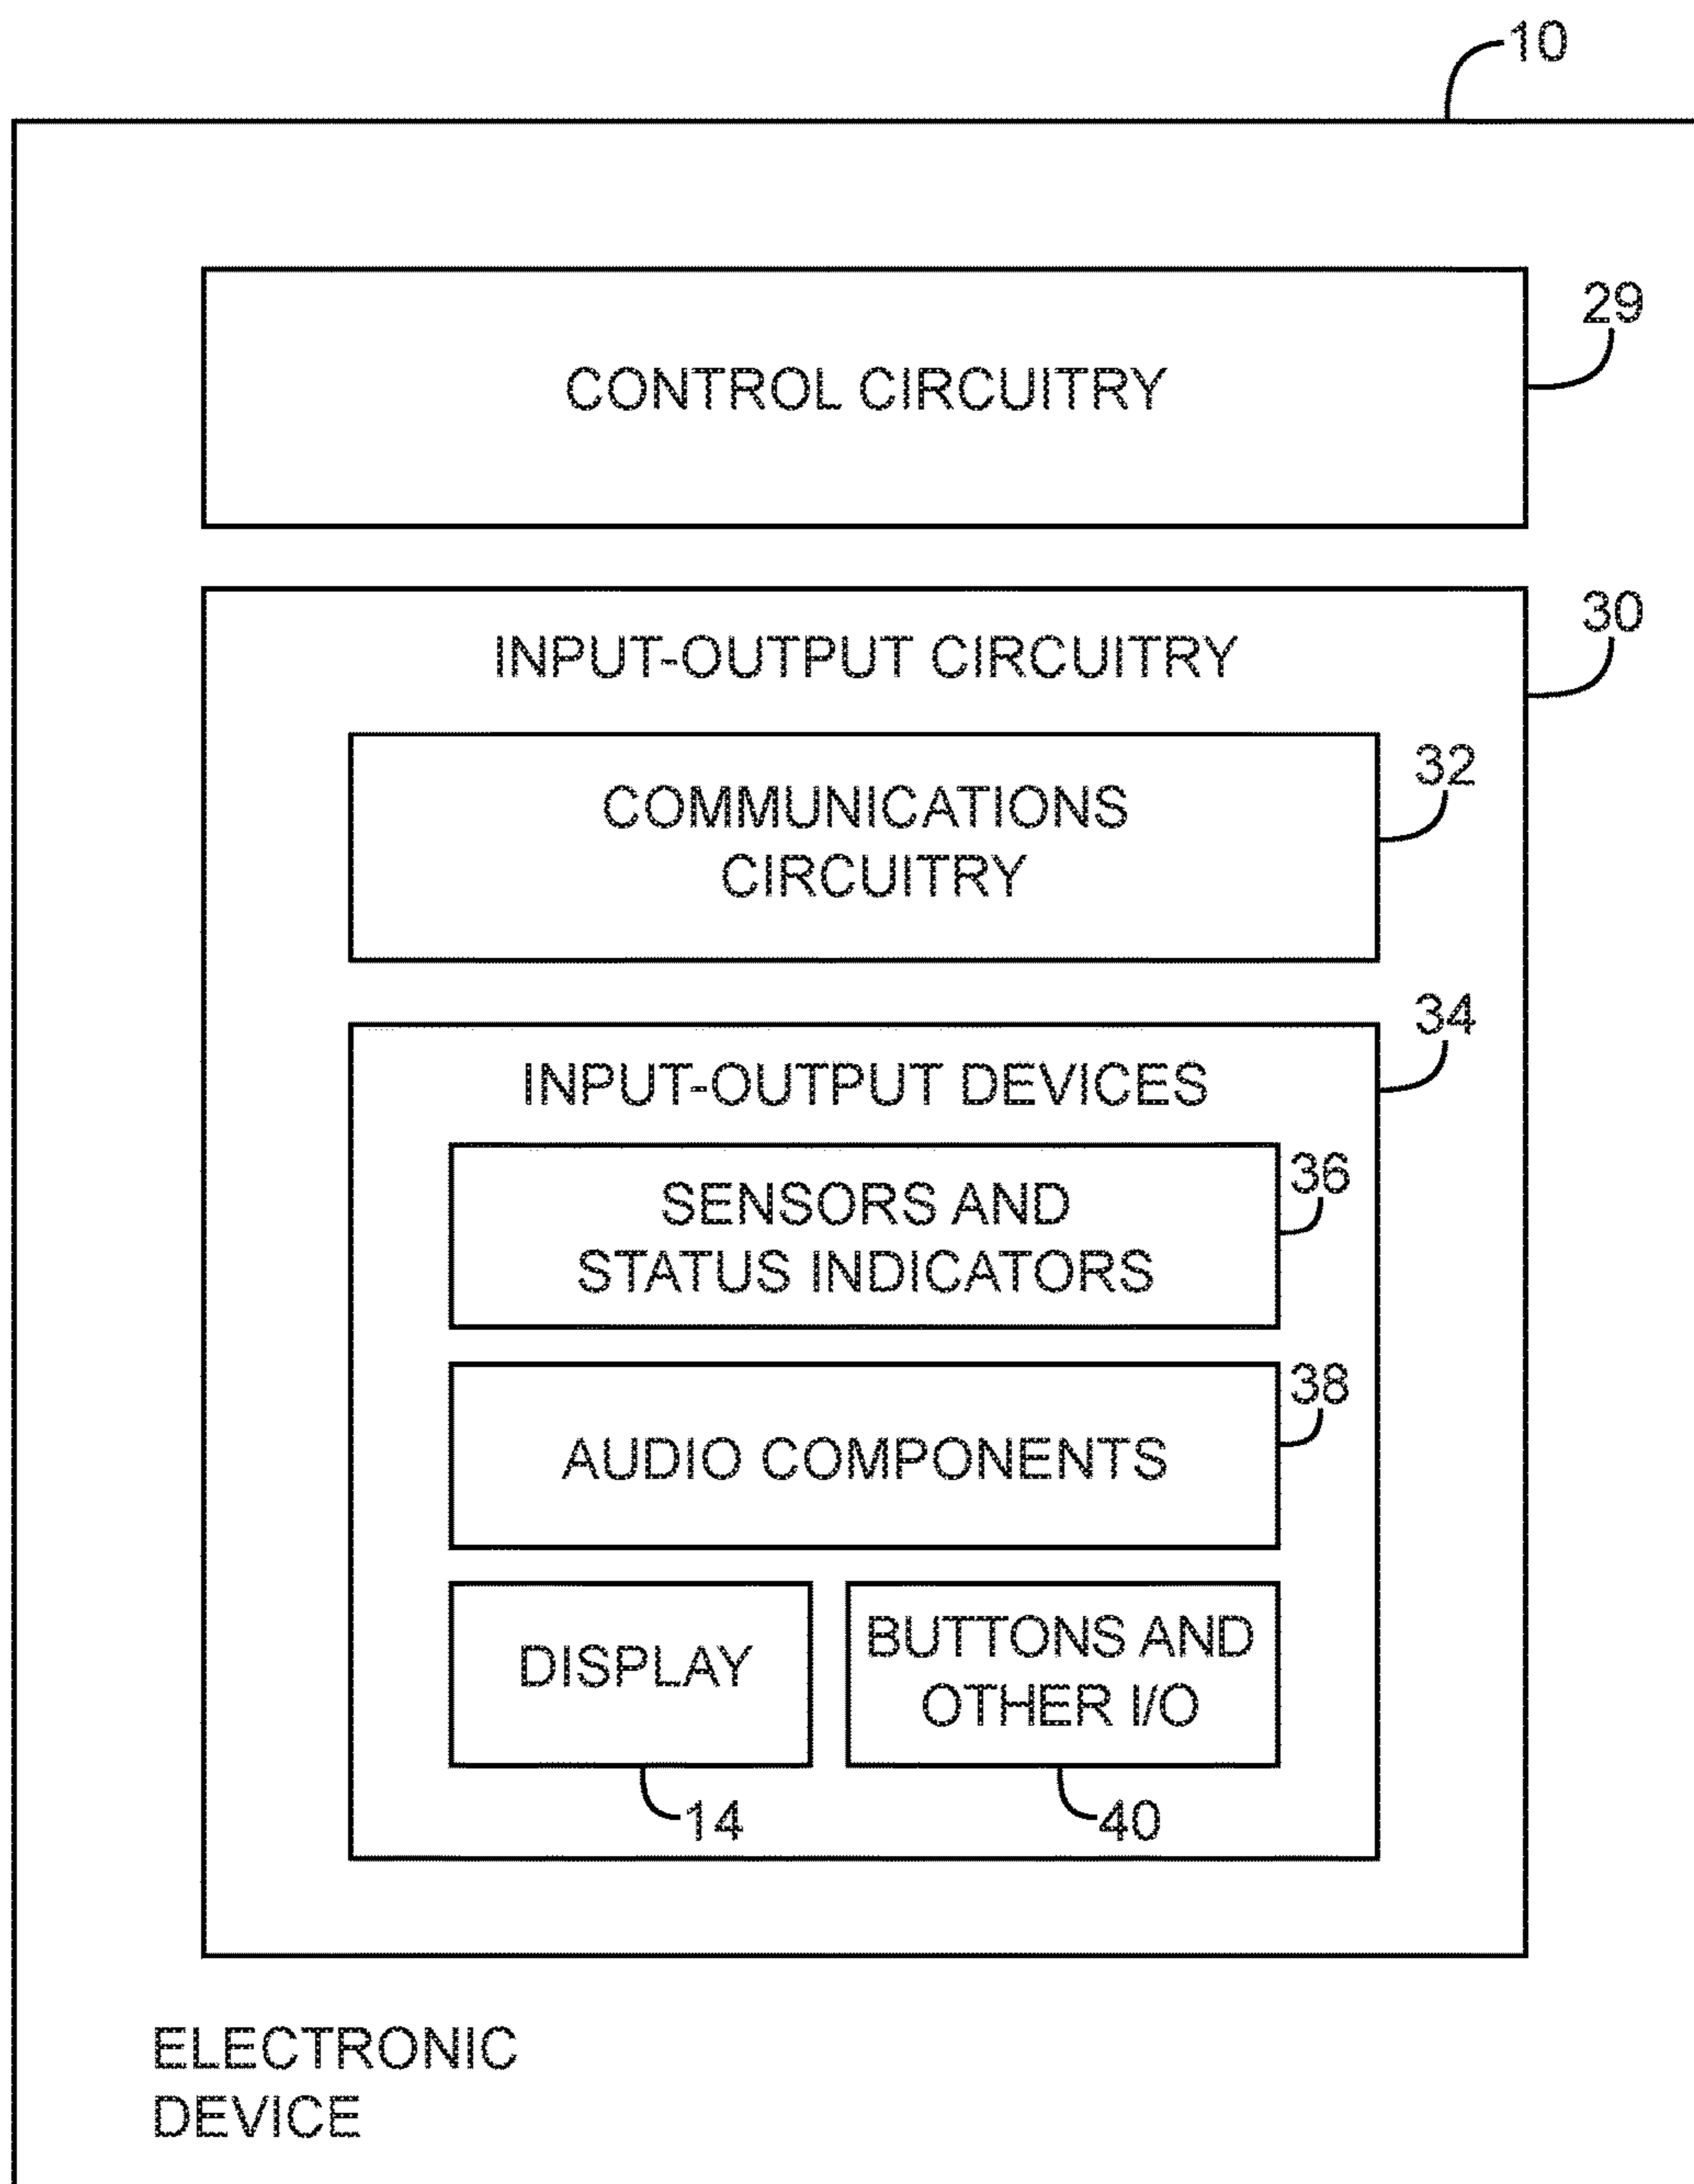 10
CONTROL CIRCUITRY
29
INPUT-OUTPUT CIRCUITRY
30
COMMUNICATIONS
CIRCUITRY
32
INPUT-OUTPUT DEVICES
34
SENSORS AND
STATUS INDICATORS
36
AUDIO COMPONENTS
38
DISPLAY
14
BUTTONS AND
OTHER I/O
40
ELECTRONIC
DEVICE